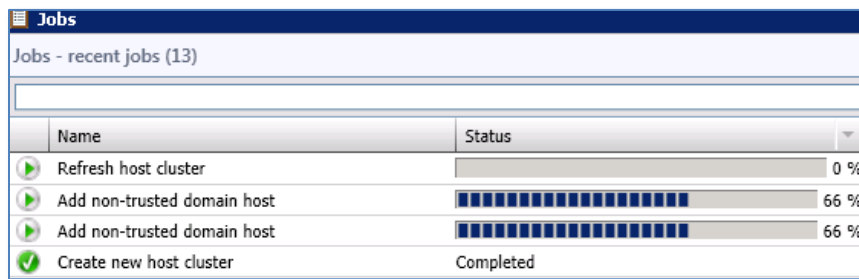 Jobs
Jobs - recent jobs (13)
Name Status
Refresh host cluster 0 %
Add non-trusted domain host 66 %
Add non-trusted domain host 66 %
Create new host cluster Completed